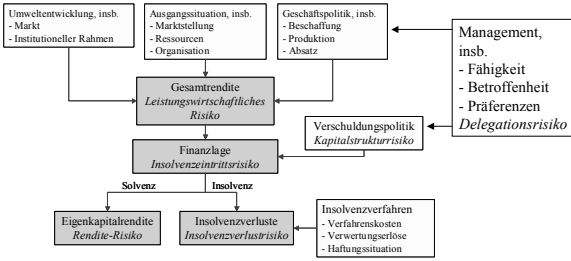 Umweltentwicklung, insb.
- Markt
- Institutioneller Rahmen
Ausgangssituation, insb.
- Marktstellung
- Ressourcen
- Organisation
Geschäftspolitik, insb.
- Beschaffung
- Produktion
- Absatz
Management,
insb.
- Fähigkeit
- Betroffenheit
- Präferenzen
Delegationsrisiko
Gesamtrendite
Leistungswirtschaftliches
Risiko
Verschuldungspolitik
Kapitalstrukturrisiko
Finanzlage
Insolvenzeintrittsrisiko
Solvenz
Insolvenz
Eigenkapitalrendite
Rendite-Risiko
Insolvenzverluste
Insolvenzverlustrisiko
Insolvenzverfahren
- Verfahrenskosten
- Verwertungserlöse
- Haftungssituation